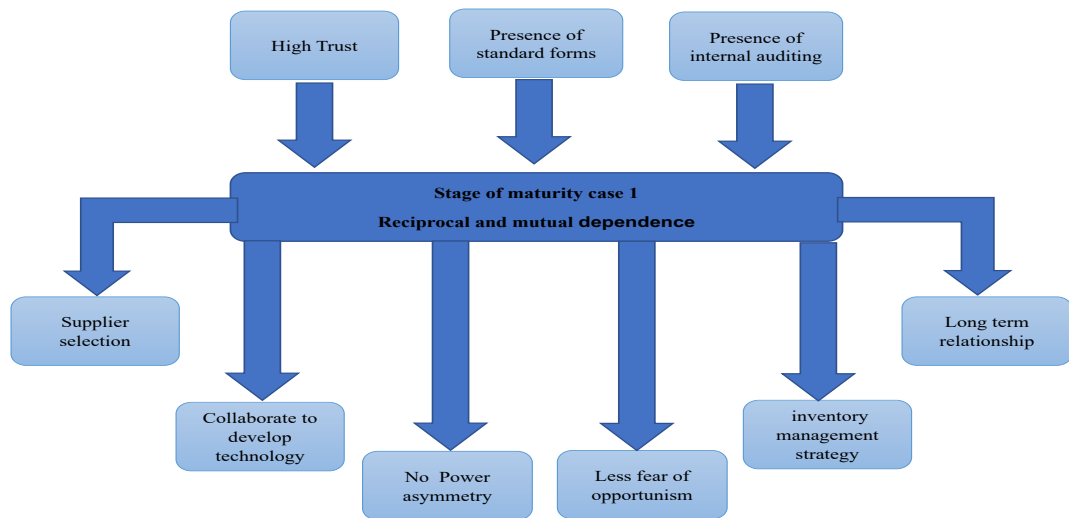 High Trust
Presence of
standard forms
Presence of
internal auditing
Stage of maturity case 1
Reciprocal and mutual dependence
Supplier
selection
Long term
relationship
Collaborate to
develop
technology
inventory
management
strategy
No Power
asymmetry
Less fear of
opportunism